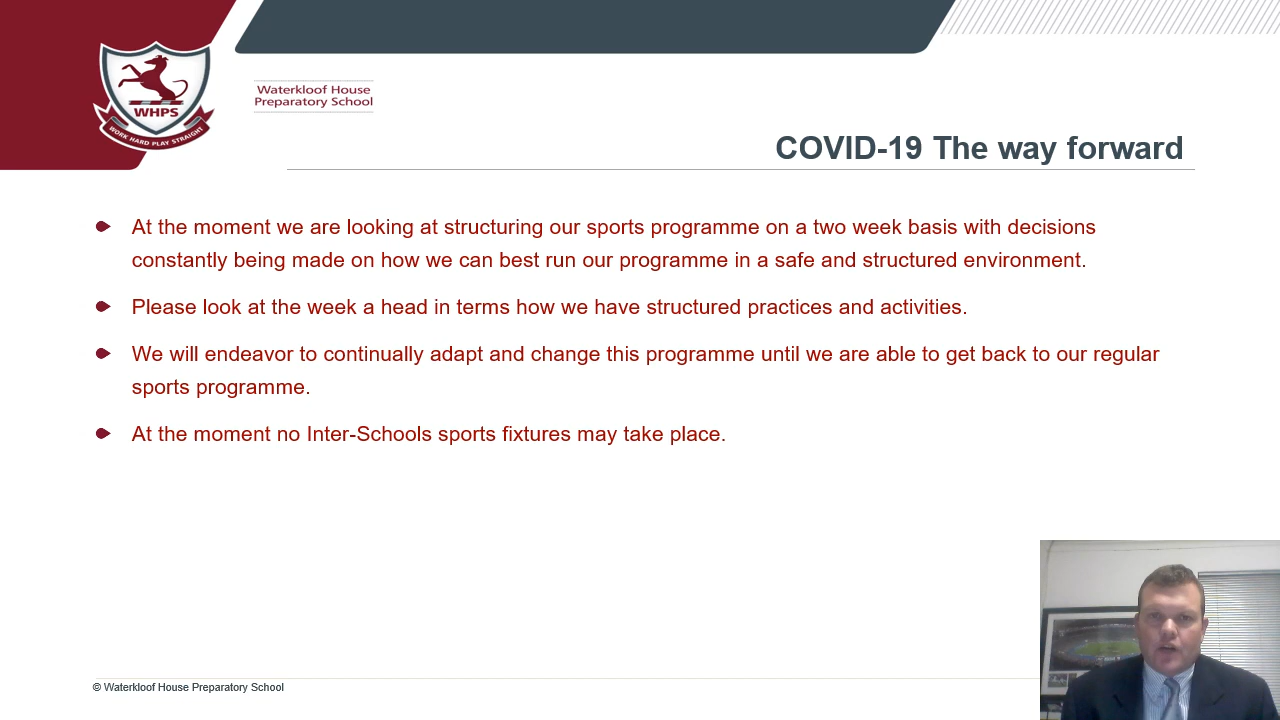 WHPS
WORK HARD PLAY STRAIGHT
Waterkloof House
Preparatory School
COVID-19 The way forward
At the moment we are looking at structuring our sports programme on a two week basis with decisions
constantly being made on how we can best run our programme in a safe and structured environment.
Please look at the week a head in terms how we have structured practices and activities.
We will endeavor to continually adapt and change this programme until we are able to get back to our regular
sports programme.
At the moment no Inter-Schools sports fixtures may take place.
© Waterkloof House Preparatory School